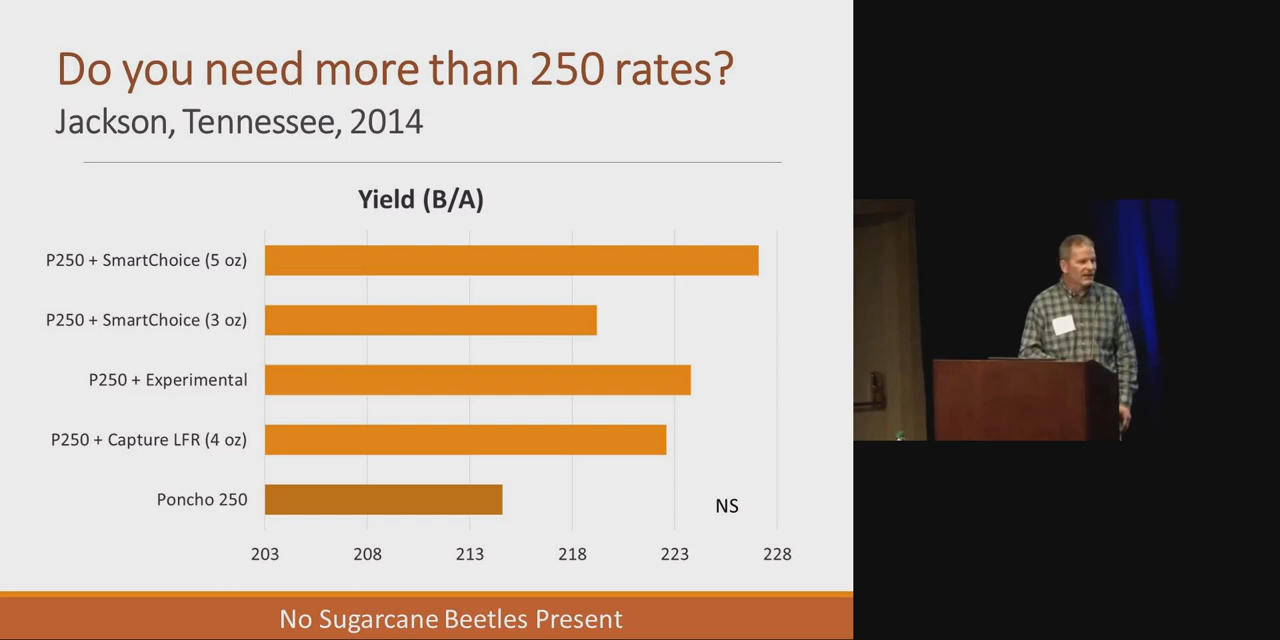 Do you need more than 250 rates?
Jackson, Tennessee, 2014
Yield (B/A)
P250 + SmartChoice (5 oz)
P250 + SmartChoice (3 oz)
P250 + Experimental
P250 + Capture LFR (4 oz)
Poncho 250
NS
203 208 213 218 223 228
No Sugarcane Beetles Present